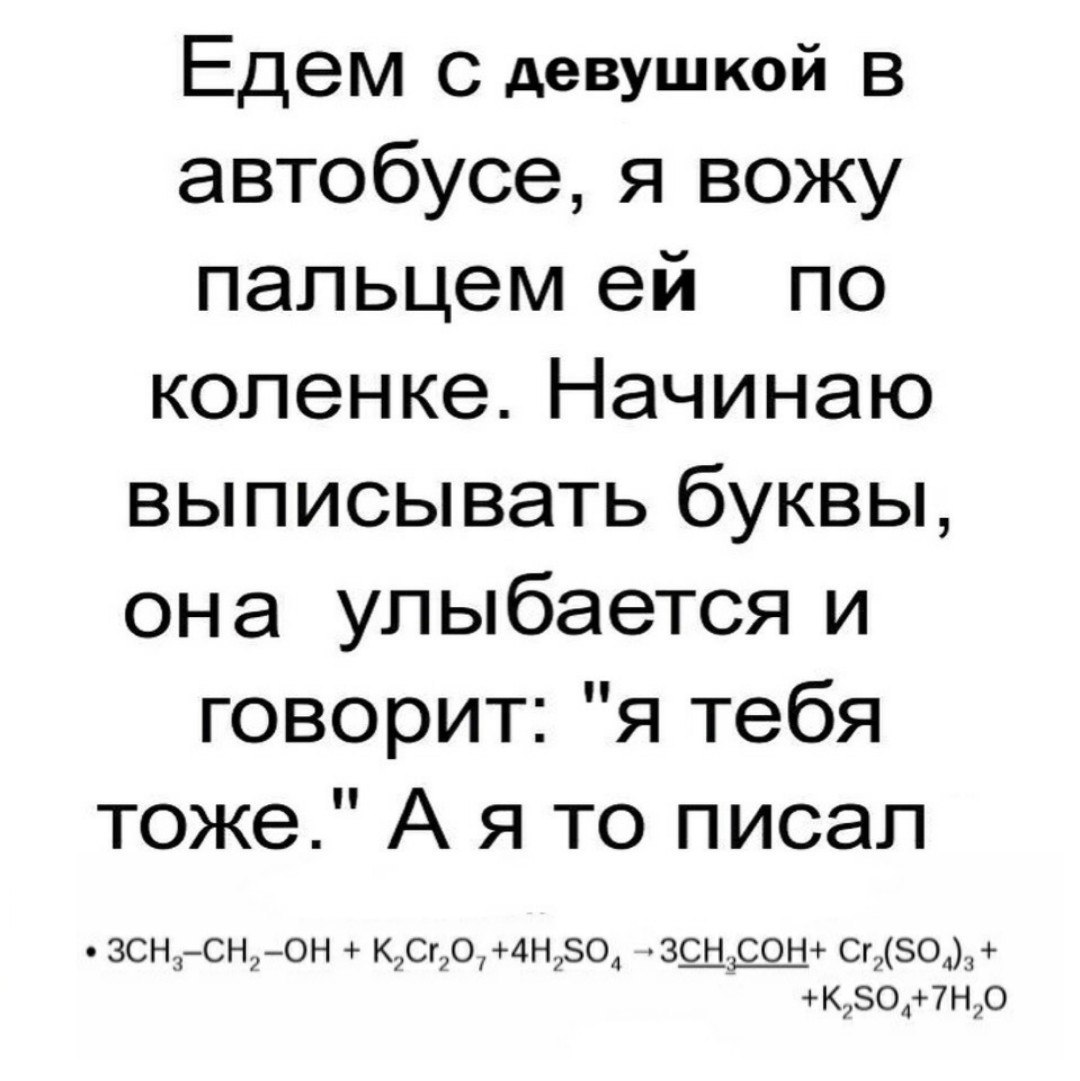 Едем с девушкой в
автобусе, я вожу
пальцем ей по
коленке. Начинаю
выписывать буквы,
она улыбается и
говорит: "я тебя
тоже." А я то писал
• 3CH₃–CH₂–OH + K₂Cr₂O₇+4H₂SO₄ →3CH₃COH+ Cr₂(SO₄)₃+
+K₂SO₄+7H₂O